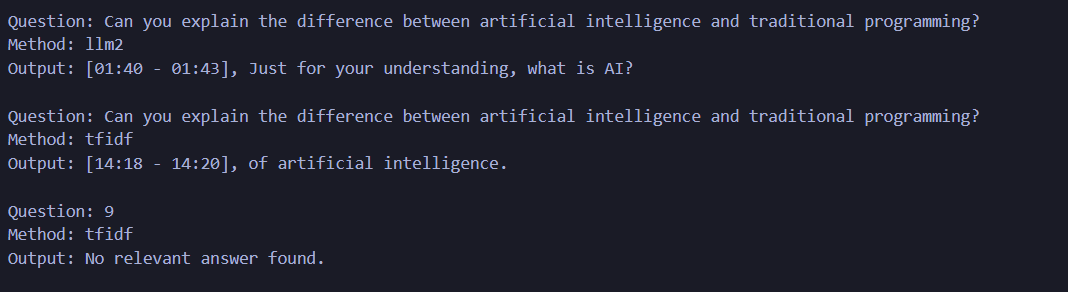 Question: Can you explain the difference between artificial intelligence and traditional programming?
Method: llm2
Output: [01:40 - 01:43], Just for your understanding, what is AI?
Question: Can you explain the difference between artificial intelligence and traditional programming?
Method: tfidf
Output: [14:18 - 14:20], of artificial intelligence.
Question: 9
Method: tfidf
Output: No relevant answer found.